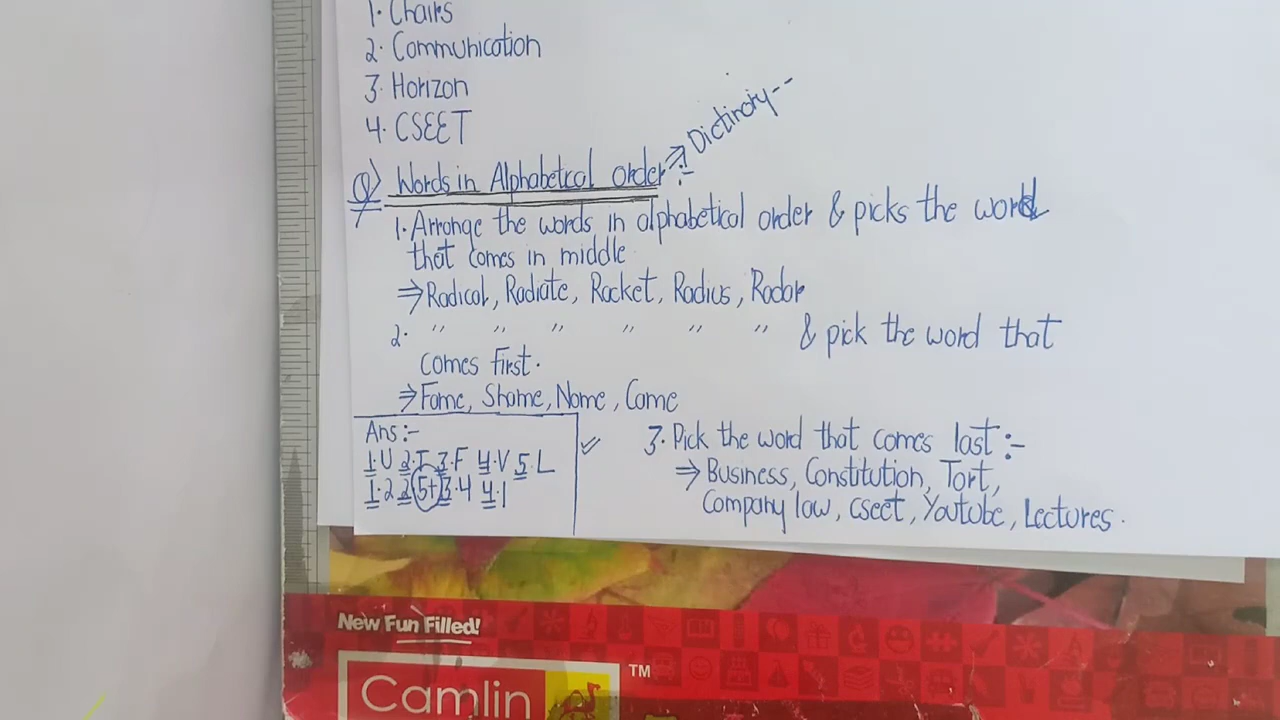 1. Chairs
2. Communication
3. Horizon
4. CSEET
Q) Words in Alphabetical order :- ⇒ Dictinory--
1. Arrange the words in alphabetical order & picks the word
that comes in middle
⇒ Radical, Radiate, Racket, Radius, Radar
2. " " " " " " & pick the word that
comes first.
⇒ Fame, Shame, Name, Came
Ans :-
1. U 2. T 3. F 4. V 5. L
1. 2 2. (5+) 3. 4 4. 1
3. Pick the word that comes last :-
⇒ Business, Constitution, Tort,
Company law, cseet, Youtube, Lectures.
New Fun Filled!
Camlin TM